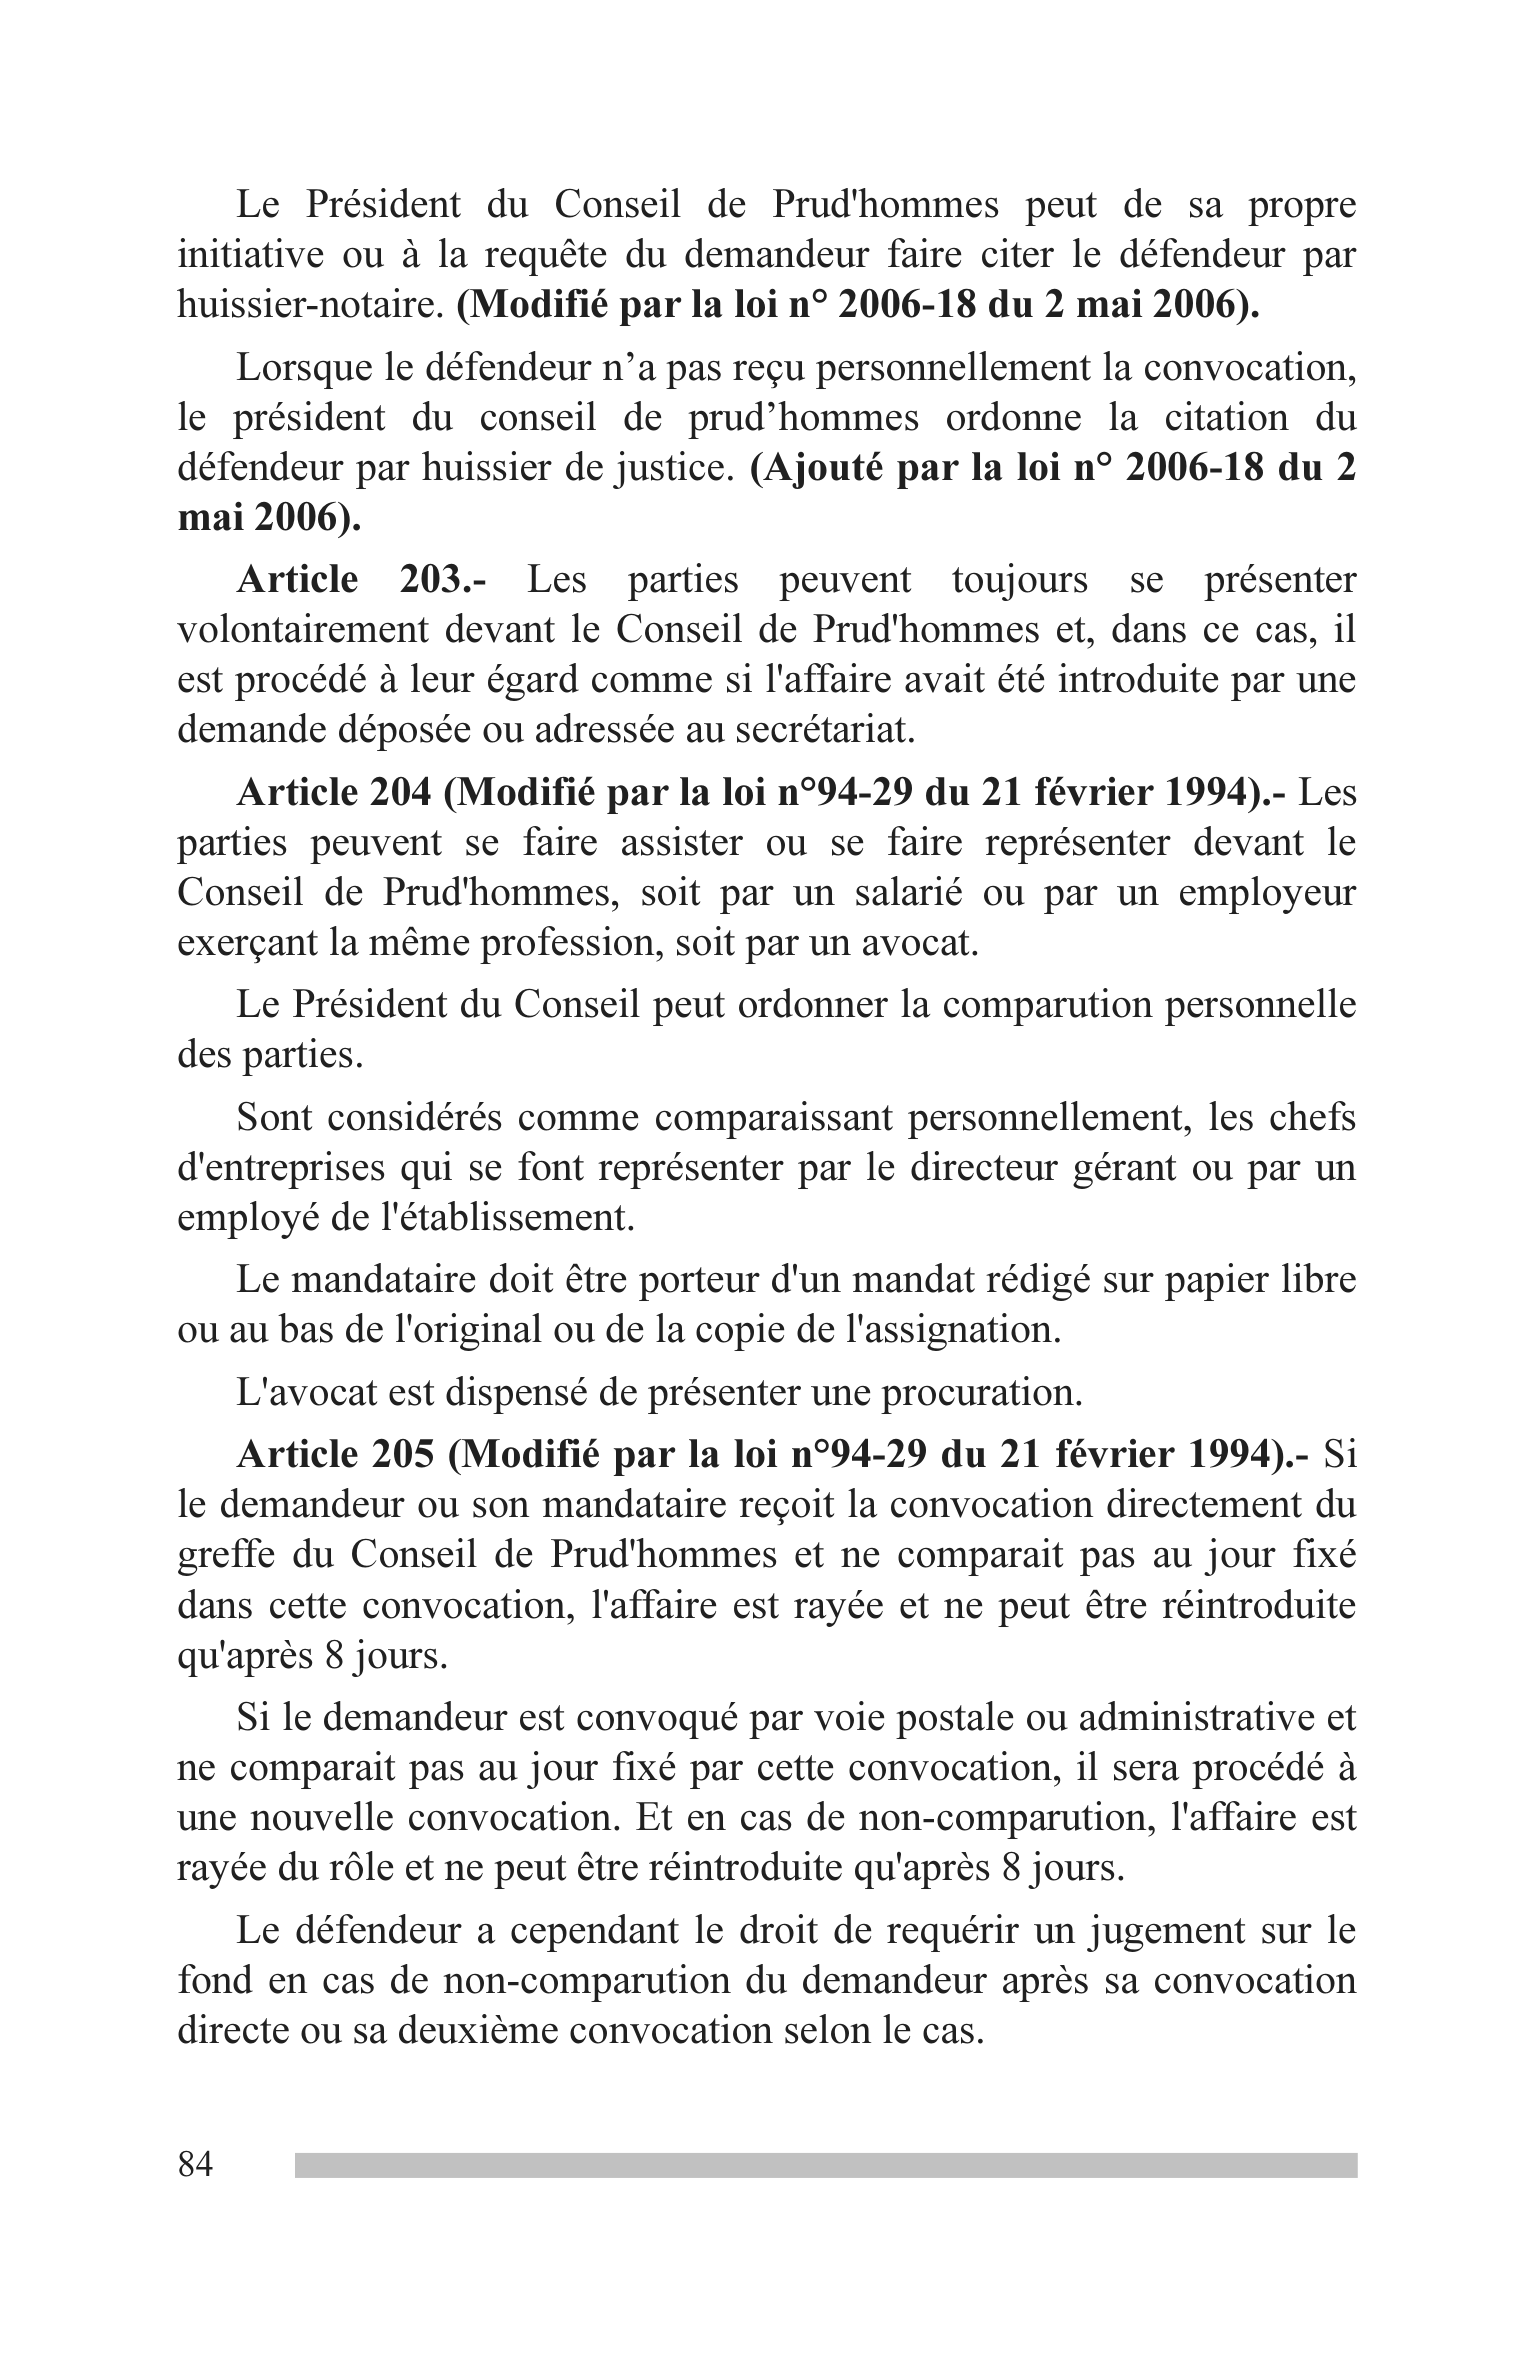 Le Président du Conseil de Prud'hommes peut de sa propre
initiative ou à la requête du demandeur faire citer le défendeur par
huissier-notaire. (Modifié par la loi n° 2006-18 du 2 mai 2006).
Lorsque le défendeur n’a pas reçu personnellement la convocation,
le président du conseil de prud’hommes ordonne la citation du
défendeur par huissier de justice. (Ajouté par la loi n° 2006-18 du 2
mai 2006).
Article 203.- Les parties peuvent toujours se présenter
volontairement devant le Conseil de Prud'hommes et, dans ce cas, il
est procédé à leur égard comme si l'affaire avait été introduite par une
demande déposée ou adressée au secrétariat.
Article 204 (Modifié par la loi n°94-29 du 21 février 1994).- Les
parties peuvent se faire assister ou se faire représenter devant le
Conseil de Prud'hommes, soit par un salarié ou par un employeur
exerçant la même profession, soit par un avocat.
Le Président du Conseil peut ordonner la comparution personnelle
des parties.
Sont considérés comme comparaissant personnellement, les chefs
d'entreprises qui se font représenter par le directeur gérant ou par un
employé de l'établissement.
Le mandataire doit être porteur d'un mandat rédigé sur papier libre
ou au bas de l'original ou de la copie de l'assignation.
L'avocat est dispensé de présenter une procuration.
Article 205 (Modifié par la loi n°94-29 du 21 février 1994).- Si
le demandeur ou son mandataire reçoit la convocation directement du
greffe du Conseil de Prud'hommes et ne comparait pas au jour fixé
dans cette convocation, l'affaire est rayée et ne peut être réintroduite
qu'après 8 jours.
Si le demandeur est convoqué par voie postale ou administrative et
ne comparait pas au jour fixé par cette convocation, il sera procédé à
une nouvelle convocation. Et en cas de non-comparution, l'affaire est
rayée du rôle et ne peut être réintroduite qu'après 8 jours.
Le défendeur a cependant le droit de requérir un jugement sur le
fond en cas de non-comparution du demandeur après sa convocation
directe ou sa deuxième convocation selon le cas.
84